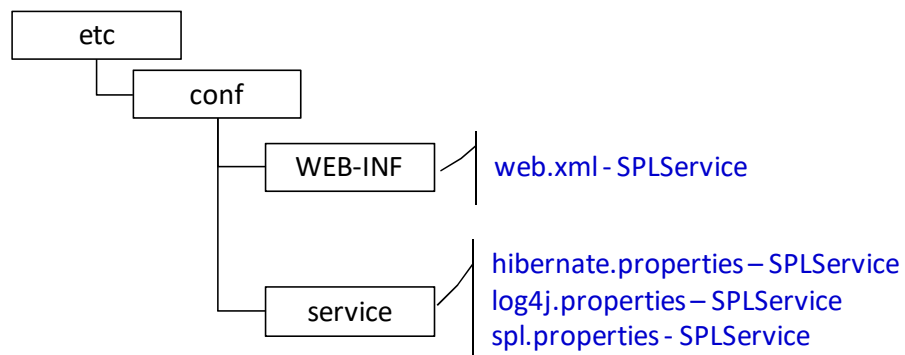 etc
conf
WEB-INF
web.xml - SPLService
hibernate.properties – SPLService
log4j.properties – SPLService
spl.properties - SPLService
service